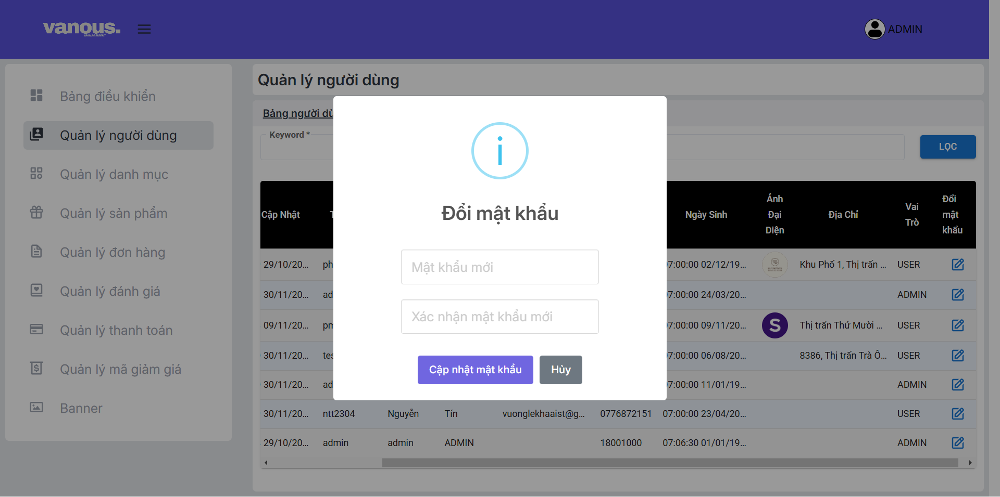 vanous.
MANAGEMENT
ADMIN
Bảng điều khiển
Quản lý người dùng
Quản lý danh mục
Quản lý sản phẩm
Quản lý đơn hàng
Quản lý đánh giá
Quản lý thanh toán
Quản lý mã giảm giá
Banner
Quản lý người dùng
Bảng người dù
Keyword *
LỌC
Đổi mật khẩu
Mật khẩu mới
Xác nhận mật khẩu mới
Cập nhật mật khẩu
Hủy
Cập Nhật T Ngày Sinh Ảnh Đại Diện Địa Chỉ Vai Trò Đổi mật khẩu
29/10/20... ph 07:00:00 02/12/19... Khu Phố 1, Thị trấn ... USER
30/11/20... ad 07:00:00 24/03/20... ADMIN
09/11/20... pm 07:00:00 09/11/20... S Thị trấn Thứ Mười ... USER
30/11/20... tes 07:00:00 06/08/20... 8386, Thị trấn Trà Ô... USER
30/11/20... ad 07:00:00 11/01/19... ADMIN
30/11/20... ntt2304 Nguyễn Tín vuonglekhaaist@g... 0776872151 07:00:00 23/04/20... USER
29/10/20... admin admin ADMIN 18001000 07:06:30 01/01/19... ADMIN